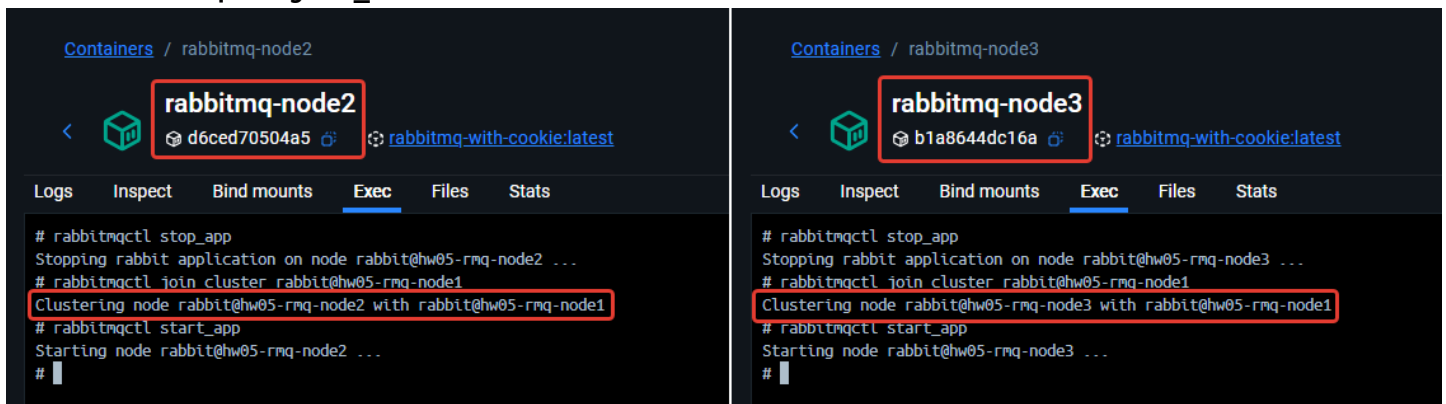 Containers / rabbitmq-node2
rabbitmq-node2
d6ced70504a5
rabbitmq-with-cookie:latest
Logs Inspect Bind mounts Exec Files Stats
# rabbitmqctl stop_app
Stopping rabbit application on node rabbit@hw05-rmq-node2 ...
# rabbitmqctl join_cluster rabbit@hw05-rmq-node1
Clustering node rabbit@hw05-rmq-node2 with rabbit@hw05-rmq-node1
# rabbitmqctl start_app
Starting node rabbit@hw05-rmq-node2 ...
#
Containers / rabbitmq-node3
rabbitmq-node3
b1a8644dc16a
rabbitmq-with-cookie:latest
Logs Inspect Bind mounts Exec Files Stats
# rabbitmqctl stop_app
Stopping rabbit application on node rabbit@hw05-rmq-node3 ...
# rabbitmqctl join_cluster rabbit@hw05-rmq-node1
Clustering node rabbit@hw05-rmq-node3 with rabbit@hw05-rmq-node1
# rabbitmqctl start_app
Starting node rabbit@hw05-rmq-node3 ...
#